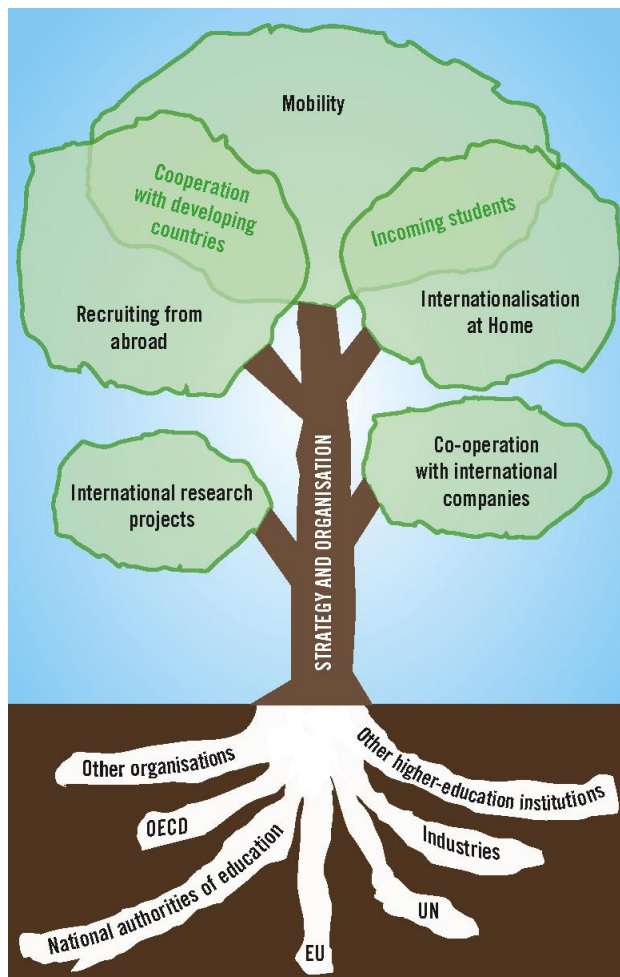 Mobility
Cooperation
with developing
countries
Incoming students
Recruiting from
abroad
Internationalisation
at Home
International research
projects
Co-operation
with international
companies
STRATEGY AND ORGANISATION
Other organisations
Other higher-education institutions
OECD
Industries
National authorities of education
UN
EU